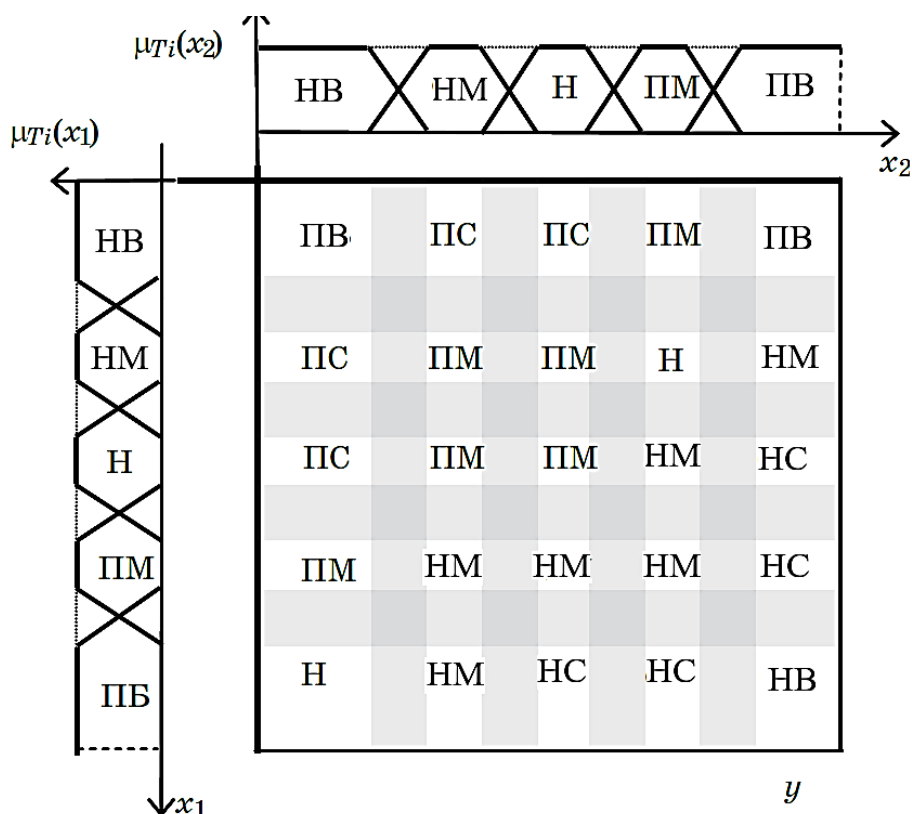 μTi(x2)
НВ НМ Н ПМ ПВ
x2
μTi(x1)
НВ ПВ ПС ПС ПМ ПВ
НМ ПС ПМ ПМ Н НМ
Н ПС ПМ ПМ НМ НС
ПМ ПМ НМ НМ НМ НС
ПБ Н НМ НС НС НВ
x1
y